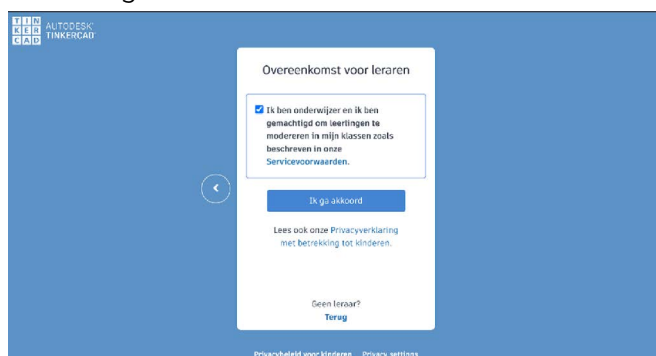 TIN
KER
CAD
AUTODESK®
TINKERCAD®
Overeenkomst voor leraren
Ik ben onderwijzer en ik ben
gemachtigd om leerlingen te
modereren in mijn klassen zoals
beschreven in onze
Servicevoorwaarden.
Ik ga akkoord
Lees ook onze Privacyverklaring
met betrekking tot kinderen.
Geen leraar?
Terug
Privacybeleid voor kinderen Privacy settings